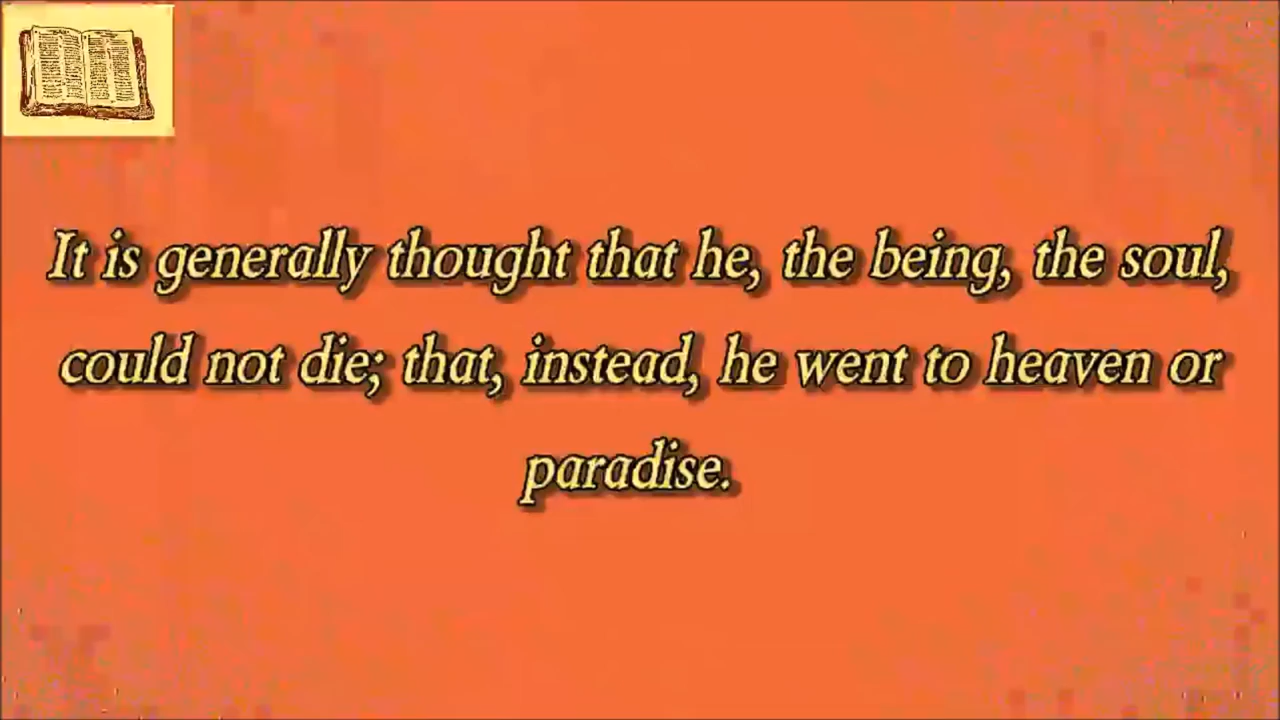 It is generally thought that he, the being, the soul,
could not die; that, instead, he went to heaven or
paradise.